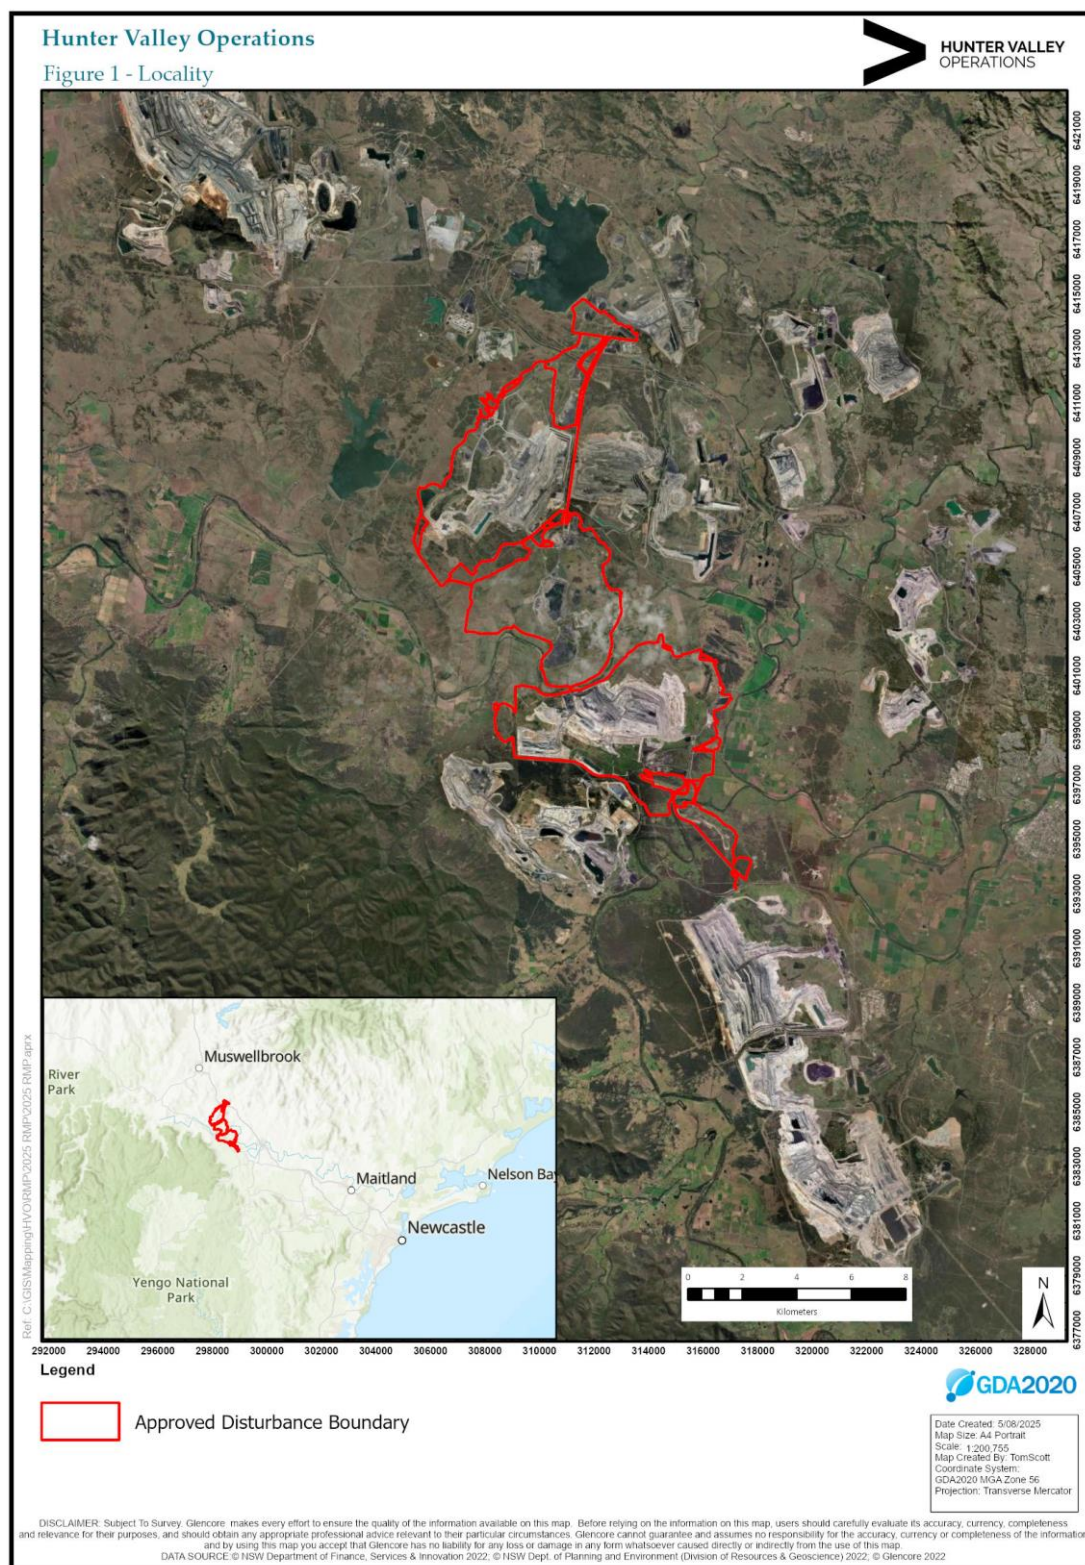 Hunter Valley Operations
Figure 1 - Locality
HUNTER VALLEY
OPERATIONS
6421000
6419000
6417000
6415000
6413000
6411000
6409000
6407000
6405000
6403000
6401000
6399000
6397000
6395000
6393000
6391000
6389000
6387000
6385000
6383000
6381000
6379000
6377000
Ref: C:\GIS\Mapping\HVO\RMP\2025 RMP\2025 RMP.aprx
Muswellbrook
River
Park
Maitland
Nelson Bay
Newcastle
Yengo National
Park
0 2 4 6 8
Kilometers
N
292000 294000 296000 298000 300000 302000 304000 306000 308000 310000 312000 314000 316000 318000 320000 322000 324000 326000 328000
Legend
Approved Disturbance Boundary
GDA2020
Date Created: 5/08/2025
Map Size: A4 Portrait
Scale: 1:200,755
Map Created By: TomScott
Coordinate System:
GDA2020 MGA Zone 56
Projection: Transverse Mercator
DISCLAIMER: Subject To Survey. Glencore makes every effort to ensure the quality of the information available on this map. Before relying on the information on this map, users should carefully evaluate its accuracy, currency, completeness
and relevance for their purposes, and should obtain any appropriate professional advice relevant to their particular circumstances. Glencore cannot guarantee and assumes no responsibility for the accuracy, currency or completeness of the information
and by using this map you accept that Glencore has no liability for any loss or damage in any form whatsoever caused directly or indirectly from the use of this map.
DATA SOURCE:© NSW Department of Finance, Services & Innovation 2022; © NSW Dept. of Planning and Environment (Division of Resources & Geoscience) 2022; © Glencore 2022